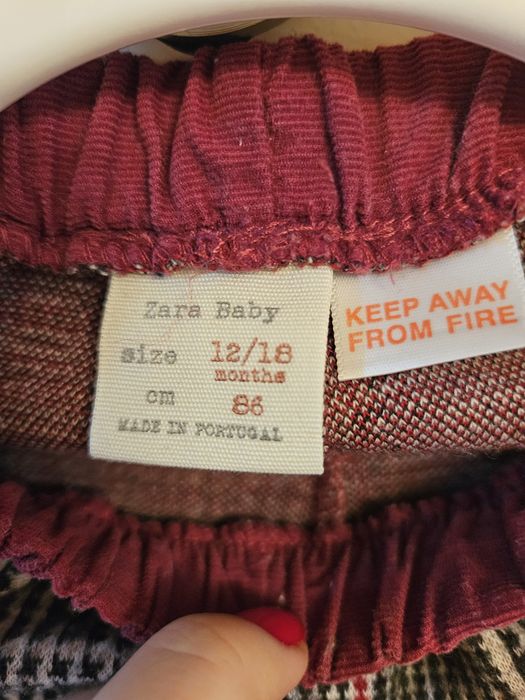 Zara Baby
size 12/18
months
cm 86
MADE IN PORTUGAL
KEEP AWAY
FROM FIRE